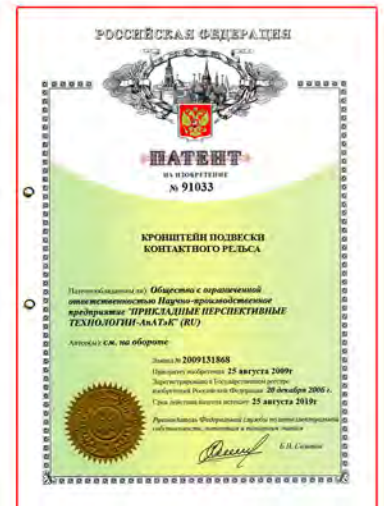 РОССИЙСКАЯ ФЕДЕРАЦИЯ
ПАТЕНТ
НА ИЗОБРЕТЕНИЕ
№ 91033
КРОНШТЕЙН ПОДВЕСКИ
КОНТАКТНОГО РЕЛЬСА
Патентообладатель(ли): Общество с ограниченной
ответственностью Научно-производственное
предприятие "ПРИКЛАДНЫЕ ПЕРСПЕКТИВНЫЕ
ТЕХНОЛОГИИ-АпАТэК" (RU)
Автор(ы): см. на обороте
Заявка № 2009131868
Приоритет изобретения 25 августа 2009г
Зарегистрировано в Государственном реестре
изобретений Российской Федерации 20 декабря 2006 г.
Срок действия патента истекает 25 августа 2019г
Руководитель Федеральной службы по интеллектуальной
собственности, патентам и товарным знакам
Б.П. Симонов